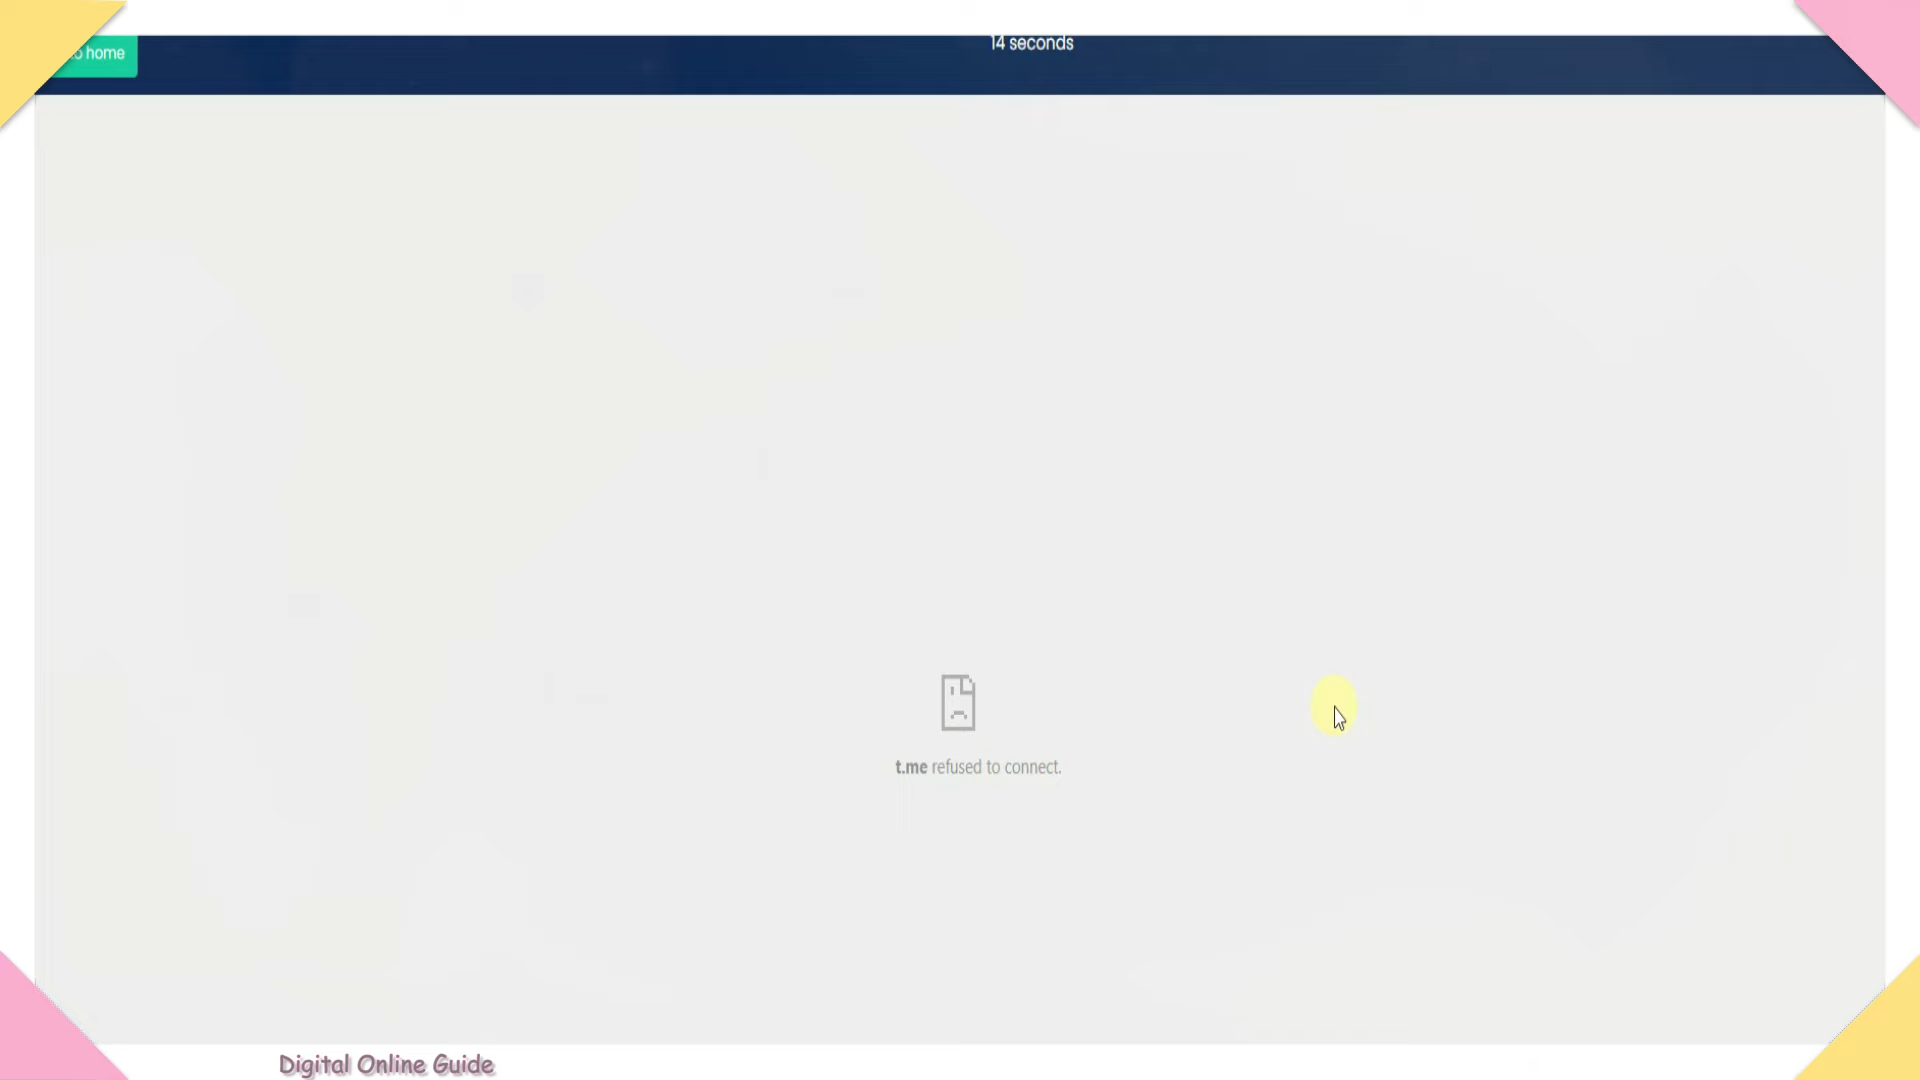 home
14 seconds
t.me refused to connect.
Digital Online Guide